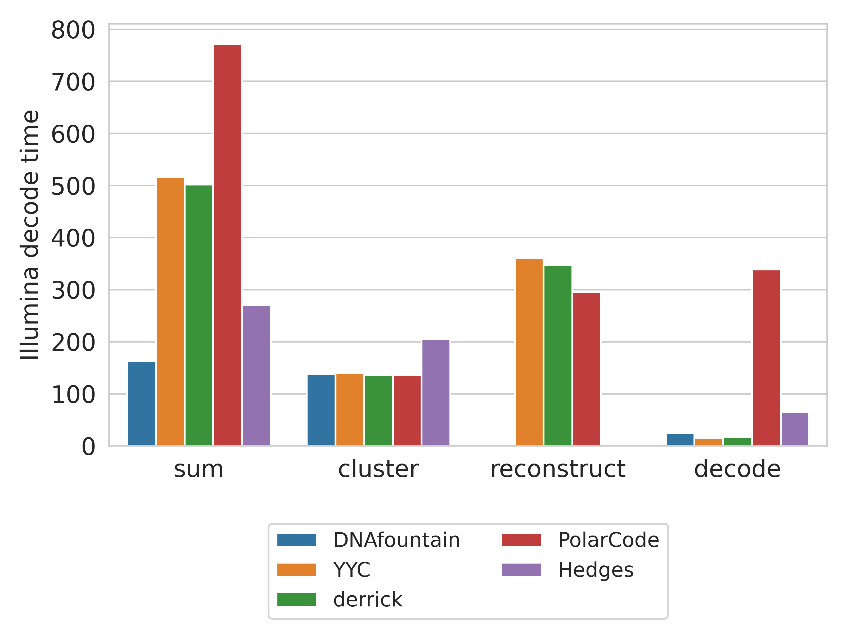 800
700
600
500
400
300
200
100
0
Illumina decode time
sum cluster reconstruct decode
DNAfountain PolarCode
YYC Hedges
derrick